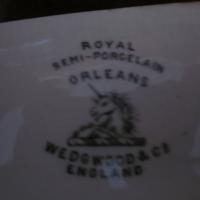 ROYAL
SEMI-PORCELAIN
ORLEANS
WEDGWOOD & Co
ENGLAND